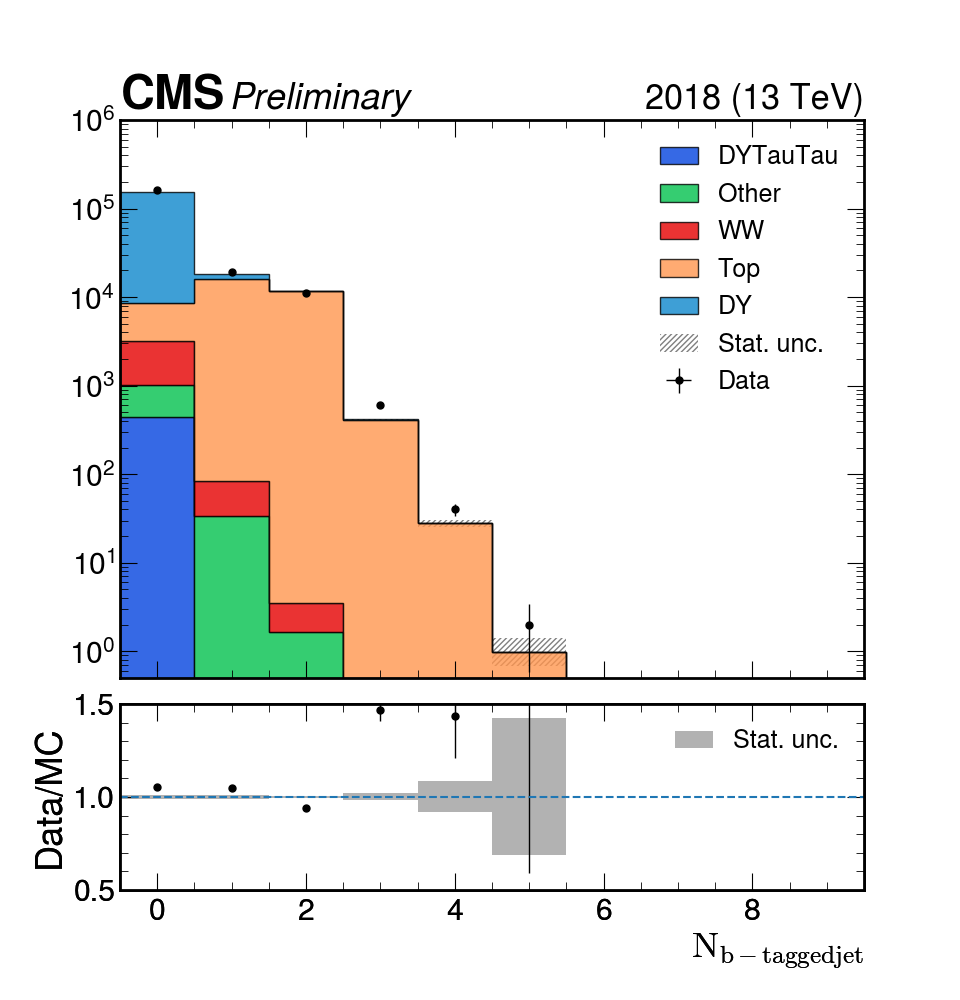 CMS Preliminary 2018 (13 TeV)
10^6
10^5
10^4
10^3
10^2
10^1
10^0
DYTauTau
Other
WW
Top
DY
Stat. unc.
Data
1.5
1.0
0.5
Data/MC
Stat. unc.
0 2 4 6 8
N_{b-taggedjet}